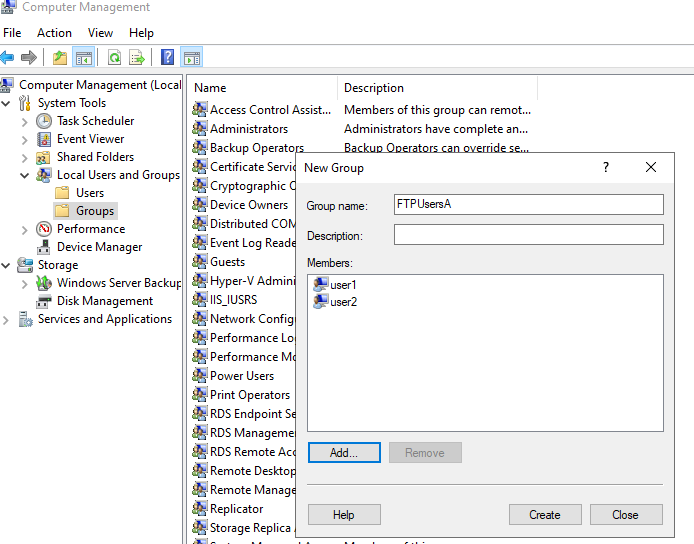 Computer Management
File Action View Help
Computer Management (Local
System Tools
Task Scheduler
Event Viewer
Shared Folders
Local Users and Groups
Users
Groups
Performance
Device Manager
Storage
Windows Server Backup
Disk Management
Services and Applications
Name Description
Access Control Assist... Members of this group can remot...
Administrators Administrators have complete an...
Backup Operators Backup Operators can override se...
Certificate Servic
Cryptographic O
Device Owners
Distributed COM
Event Log Reade
Guests
Hyper-V Admini
IIS_IUSRS
Network Configu
Performance Log
Performance Mo
Power Users
Print Operators
RDS Endpoint Se
RDS Managemen
RDS Remote Acc
Remote Desktop
Remote Manage
Replicator
Storage Replica A
New Group
? X
Group name: FTPUsersA
Description:
Members:
user1
user2
Add... Remove
Help Create Close